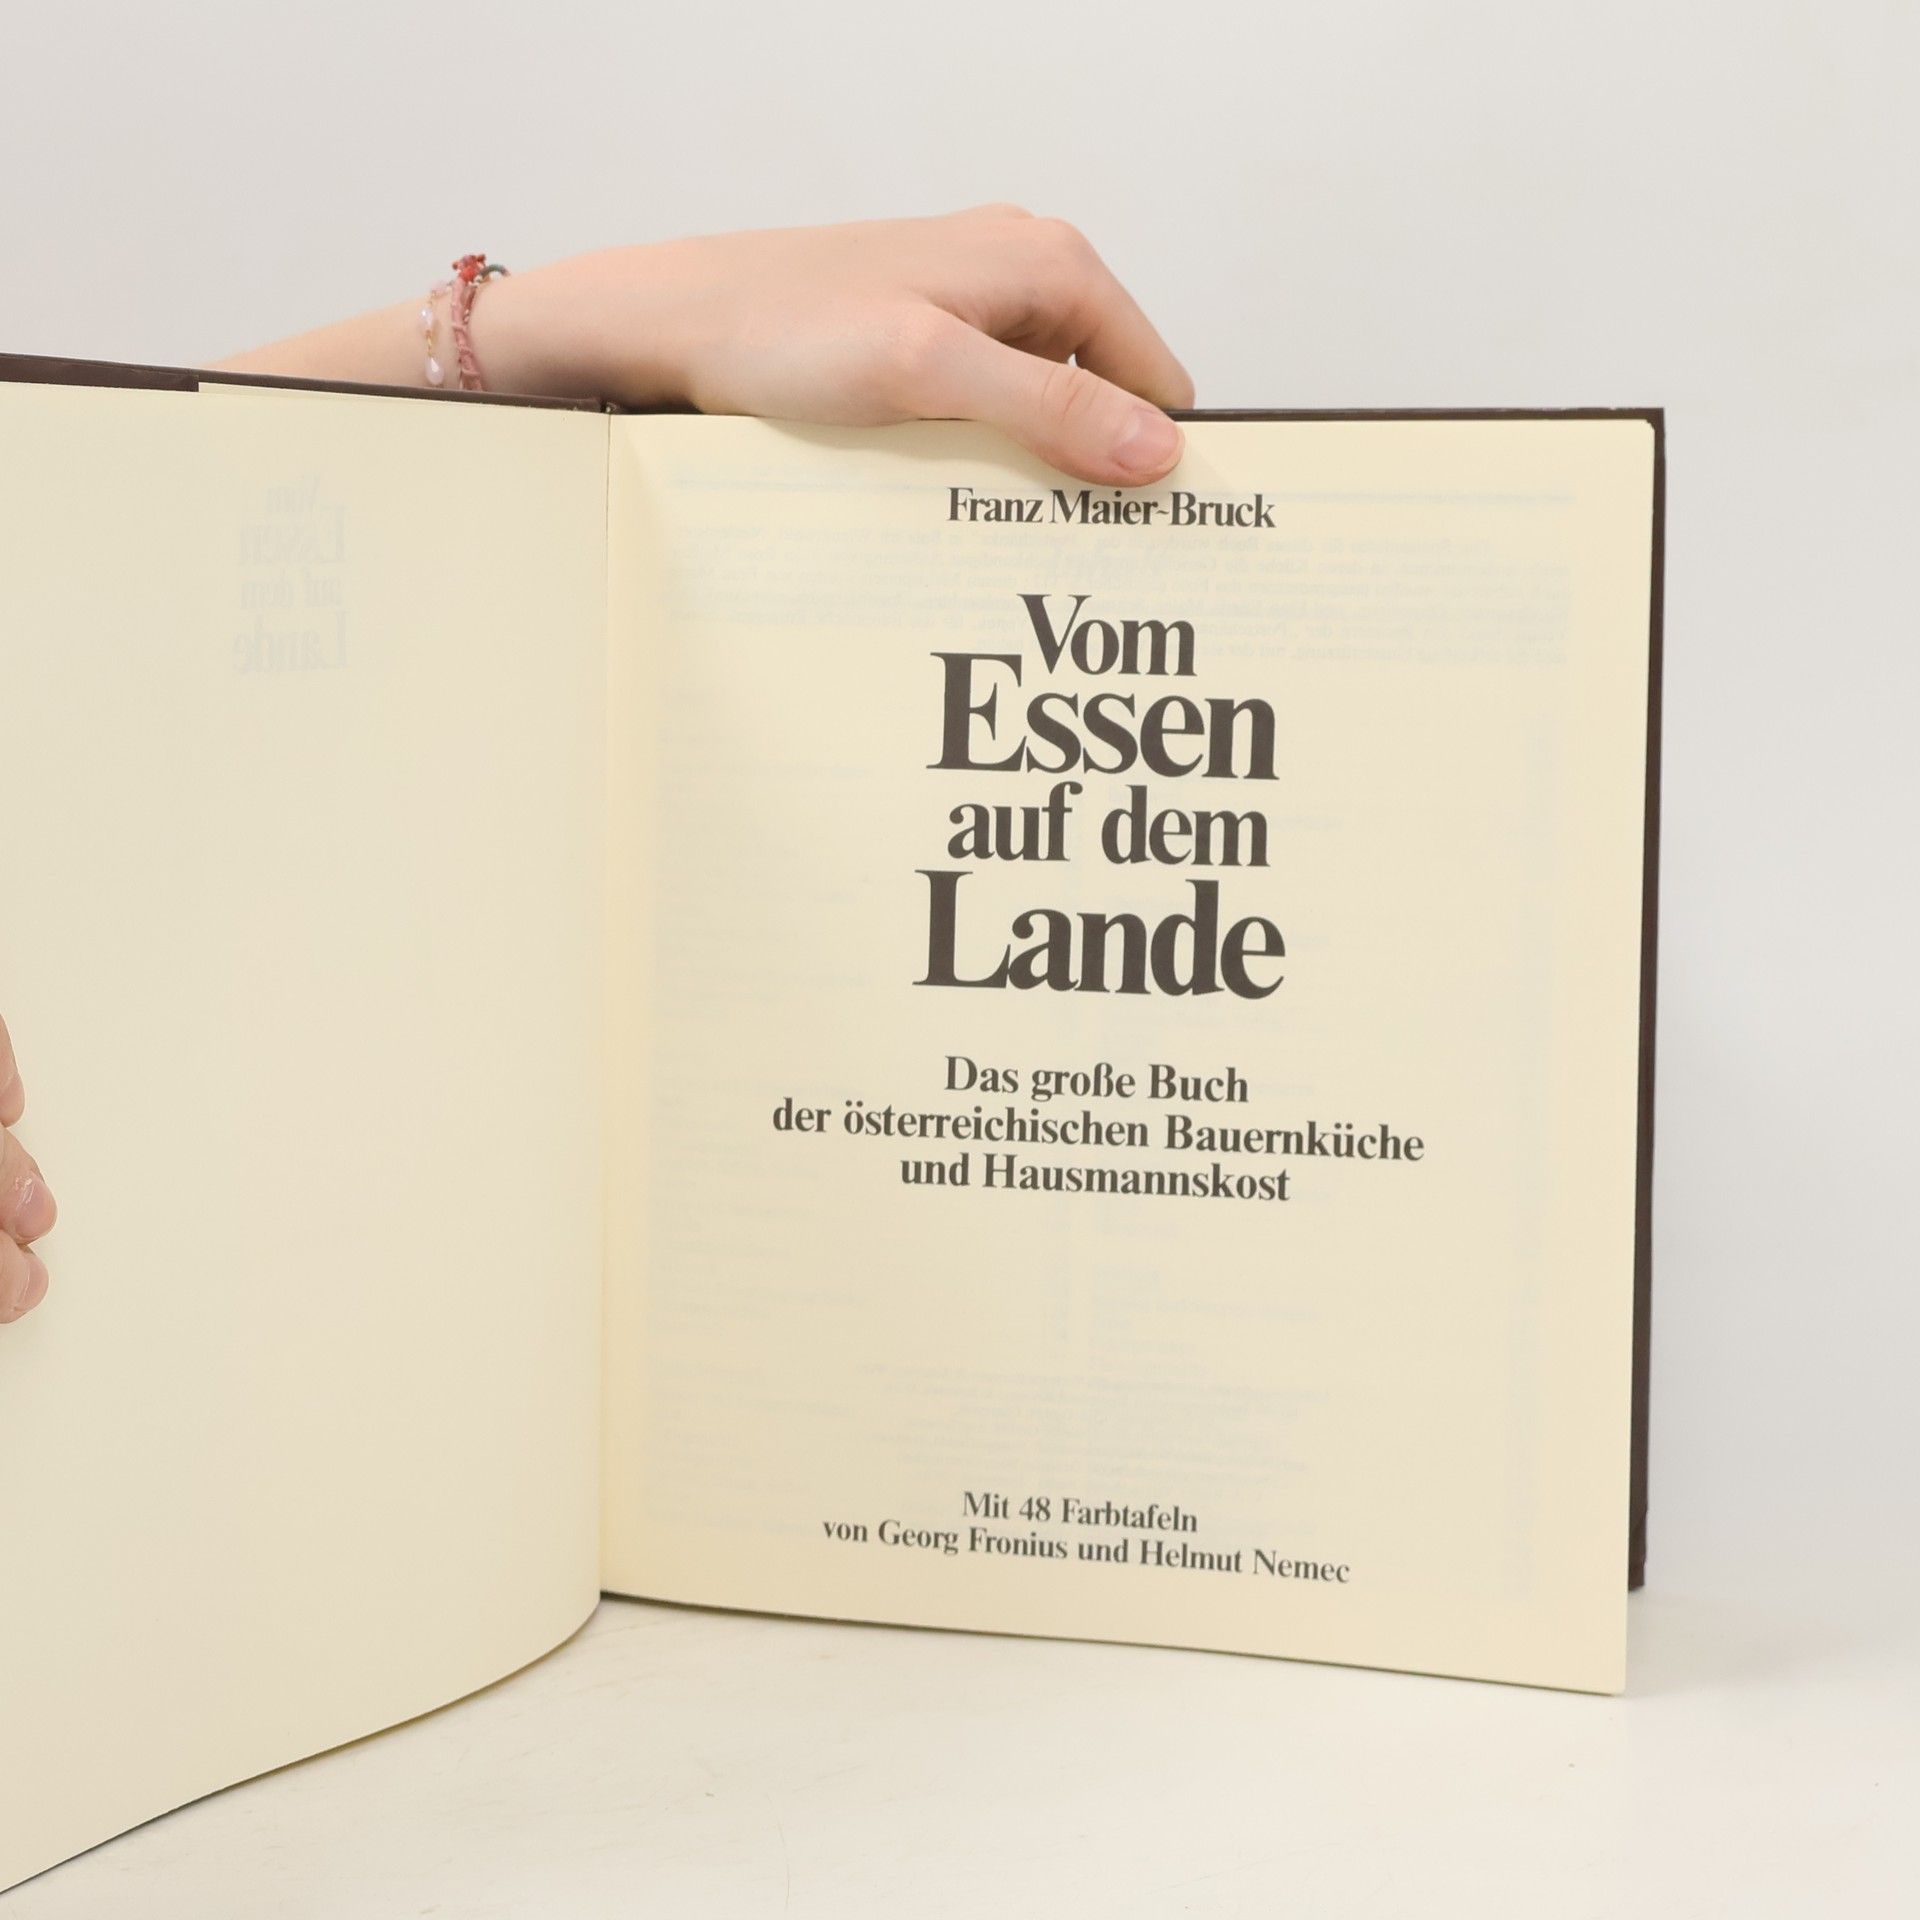 Franz Maier-Bruck
Vom
Essen
auf dem
Lande
Das große Buch
der österreichischen Bauernküche
und Hausmannskost
Mit 48 Farbtafeln
von Georg Fronius und Helmut Nemec